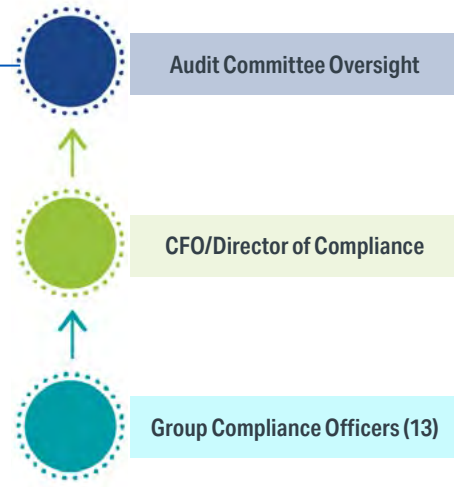 Audit Committee Oversight
CFO/Director of Compliance
Group Compliance Officers (13)